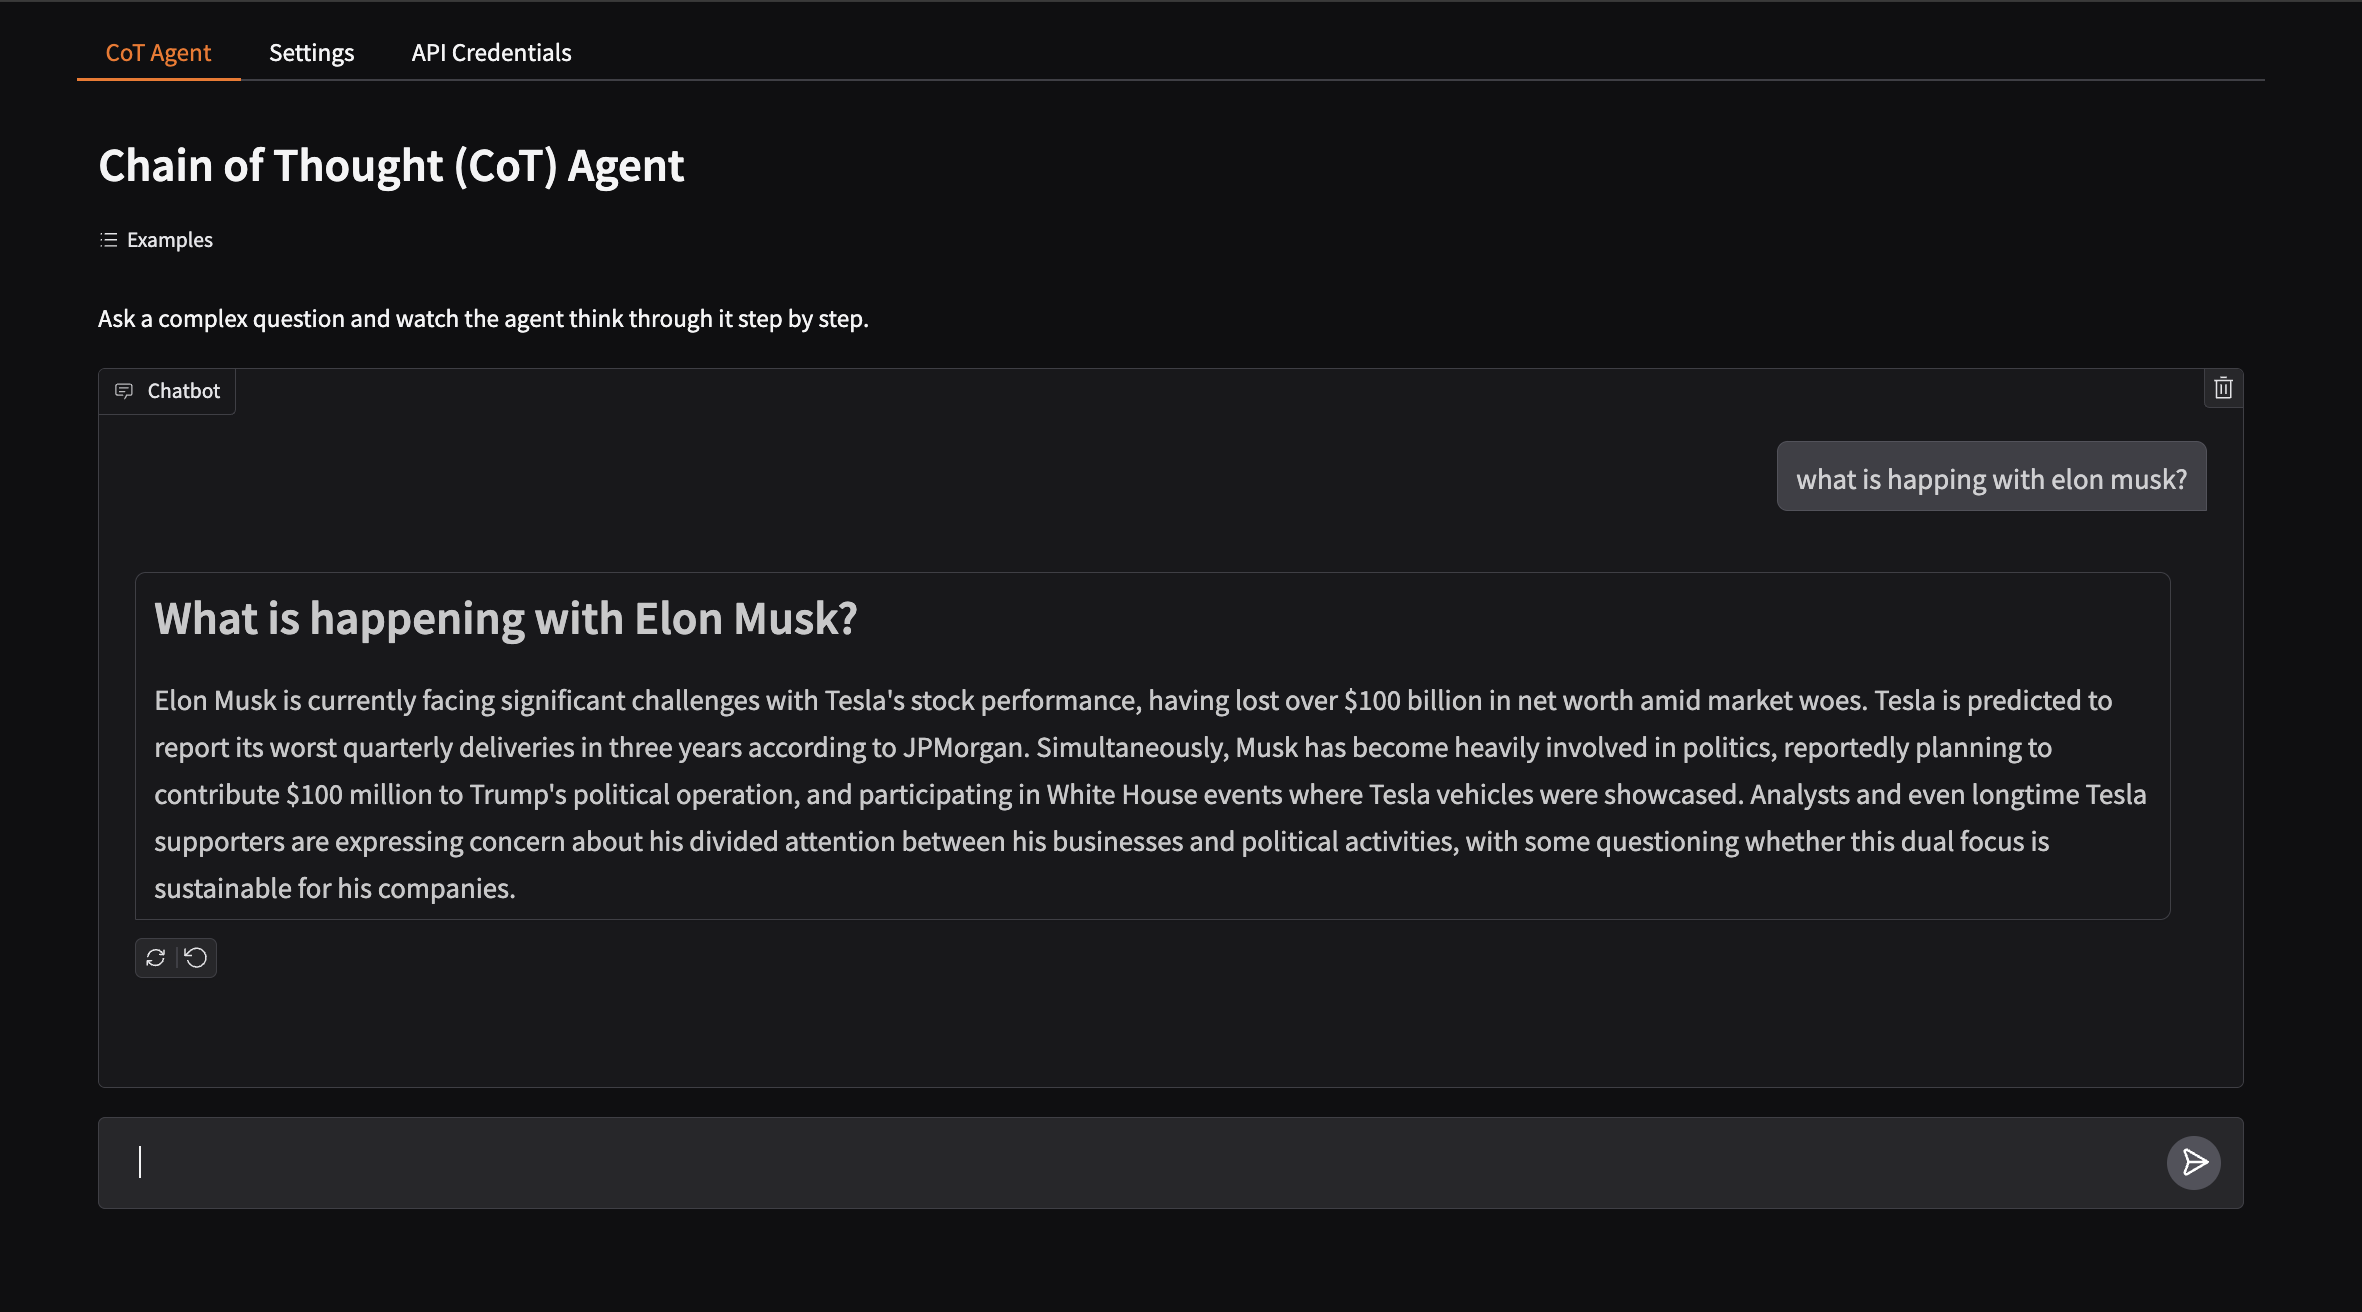 CoT Agent
Settings
API Credentials
Chain of Thought (CoT) Agent
Examples
Ask a complex question and watch the agent think through it step by step.
Chatbot
what is happing with elon musk?
What is happening with Elon Musk?
Elon Musk is currently facing significant challenges with Tesla's stock performance, having lost over $100 billion in net worth amid market woes. Tesla is predicted to
report its worst quarterly deliveries in three years according to JPMorgan. Simultaneously, Musk has become heavily involved in politics, reportedly planning to
contribute $100 million to Trump's political operation, and participating in White House events where Tesla vehicles were showcased. Analysts and even longtime Tesla
supporters are expressing concern about his divided attention between his businesses and political activities, with some questioning whether this dual focus is
sustainable for his companies.